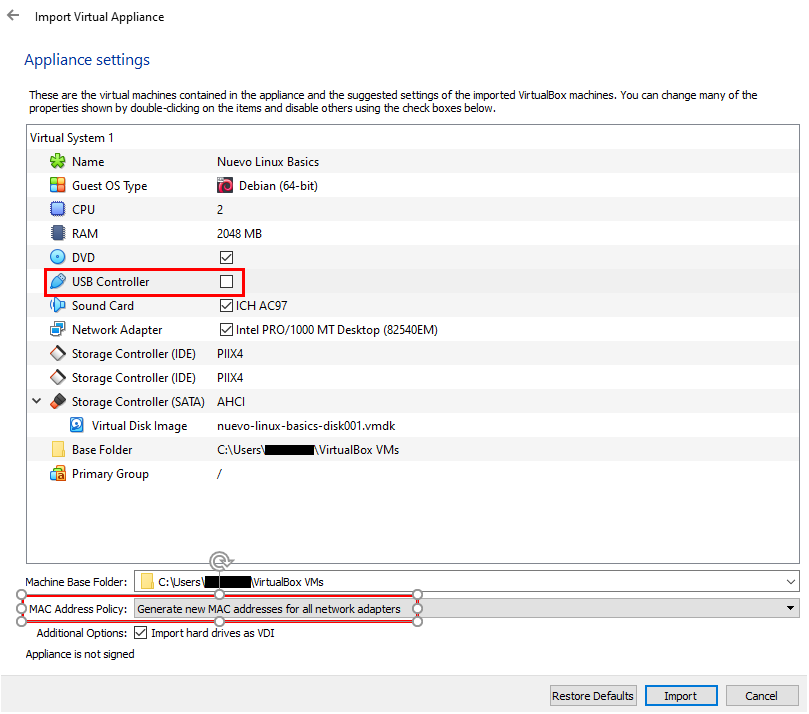 Import Virtual Appliance
Appliance settings
These are the virtual machines contained in the appliance and the suggested settings of the imported VirtualBox machines. You can change many of the
properties shown by double-clicking on the items and disable others using the check boxes below.
Virtual System 1
Name Nuevo Linux Basics
Guest OS Type Debian (64-bit)
CPU 2
RAM 2048 MB
DVD
USB Controller
Sound Card ICH AC97
Network Adapter Intel PRO/1000 MT Desktop (82540EM)
Storage Controller (IDE) PIIX4
Storage Controller (IDE) PIIX4
Storage Controller (SATA) AHCI
Virtual Disk Image nuevo-linux-basics-disk001.vmdk
Base Folder C:\Users\ \VirtualBox VMs
Primary Group /
Machine Base Folder: C:\Users\ \VirtualBox VMs
MAC Address Policy: Generate new MAC addresses for all network adapters
Additional Options: Import hard drives as VDI
Appliance is not signed
Restore Defaults Import Cancel